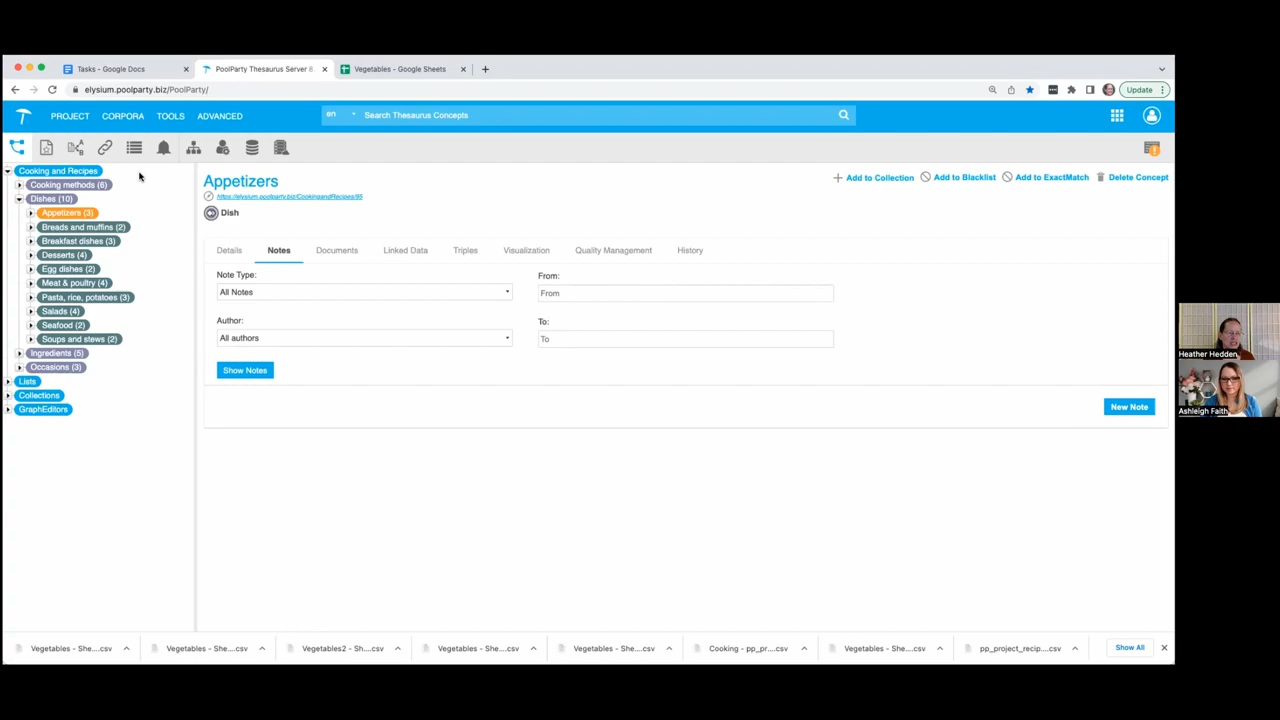 Tasks - Google Docs
PoolParty Thesaurus Server 8
Vegetables - Google Sheets
elysium.poolparty.biz/PoolParty/
Update
PROJECT CORPORA TOOLS ADVANCED
en Search Thesaurus Concepts
Cooking and Recipes
Cooking methods (6)
Dishes (10)
Appetizers (3)
Breads and muffins (2)
Breakfast dishes (3)
Desserts (4)
Egg dishes (2)
Meat & poultry (4)
Pasta, rice, potatoes (3)
Salads (4)
Seafood (2)
Soups and stews (2)
Ingredients (5)
Occasions (3)
Lists
Collections
GraphEditors
Appetizers
https://elysium.poolparty.biz/CookingandRecipes/95
Dish
Add to Collection Add to Blacklist Add to ExactMatch Delete Concept
Details Notes Documents Linked Data Triples Visualization Quality Management History
Note Type:
All Notes
From:
From
Author:
All authors
To:
To
Show Notes
New Note
Heather Hedden
Ashleigh Faith
Vegetables - She....csv
Vegetables - She....csv
Vegetables2 - Sh....csv
Vegetables - She....csv
Vegetables - She....csv
Cooking - pp_pr....csv
Vegetables - She....csv
pp_project_recip....csv
Show All